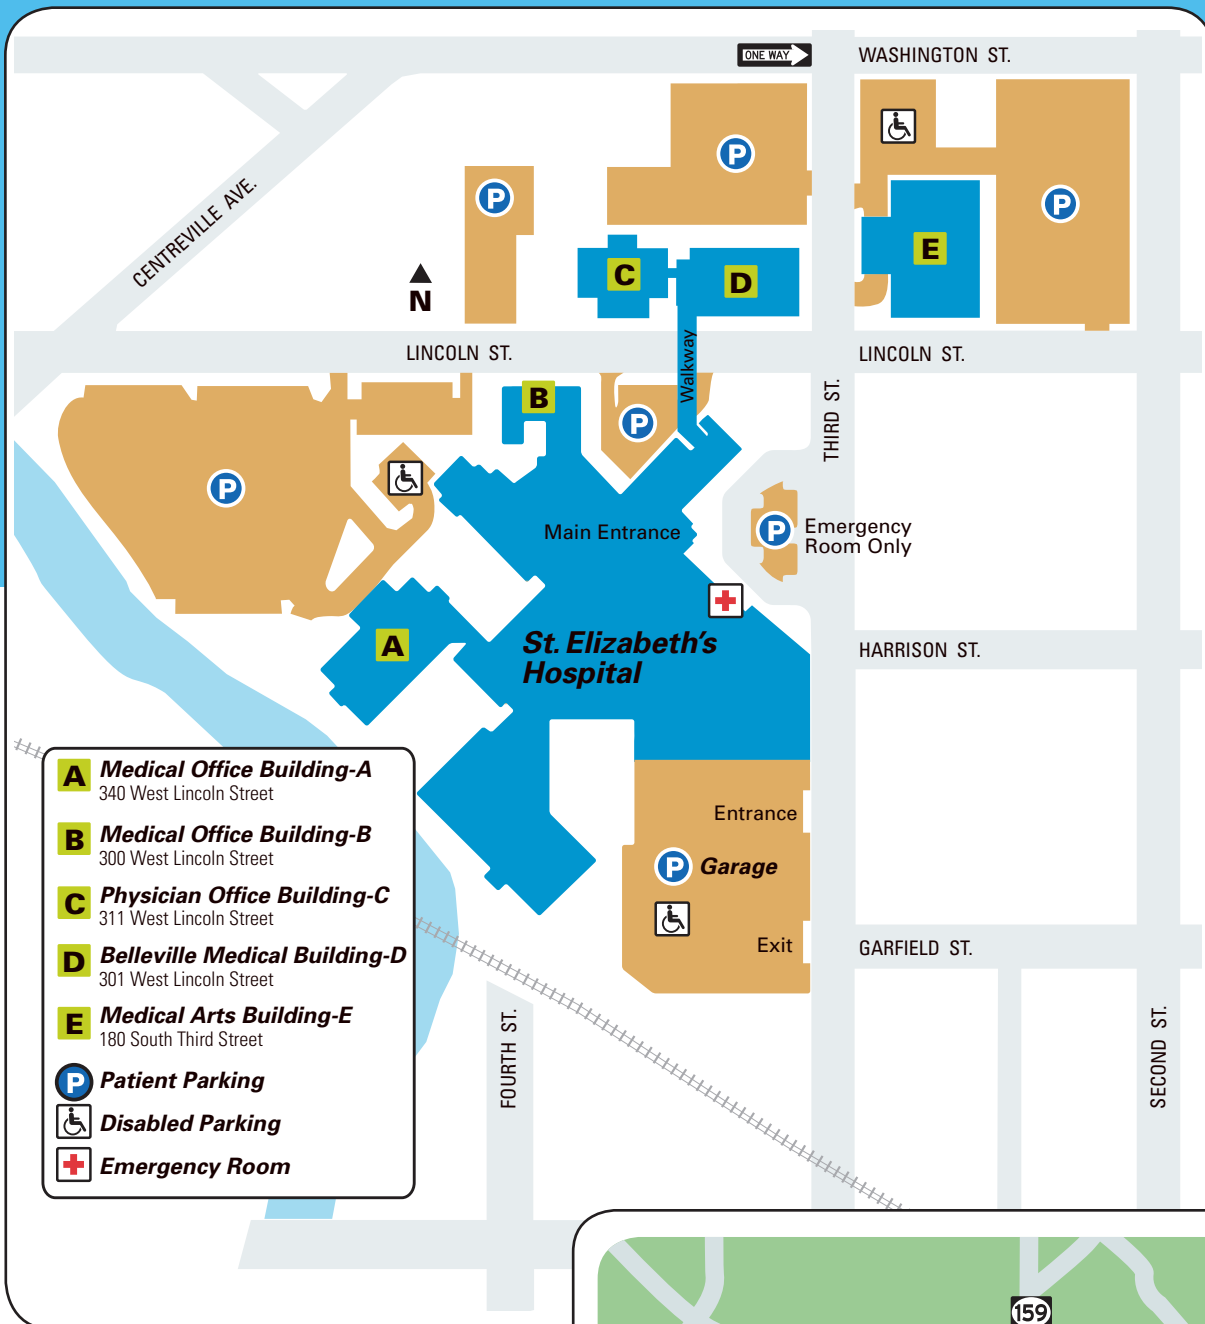 ONE WAY
WASHINGTON ST.
P
P
P
CENTREVILLE AVE.
C
D
E
N
LINCOLN ST.
Walkway
LINCOLN ST.
B
P
THIRD ST.
P
Main Entrance
P
Emergency
Room Only
A
St. Elizabeth's
Hospital
HARRISON ST.
A Medical Office Building-A
340 West Lincoln Street
B Medical Office Building-B
300 West Lincoln Street
C Physician Office Building-C
311 West Lincoln Street
D Belleville Medical Building-D
301 West Lincoln Street
E Medical Arts Building-E
180 South Third Street
P Patient Parking
Disabled Parking
Emergency Room
Entrance
P Garage
Exit
GARFIELD ST.
FOURTH ST.
SECOND ST.
159